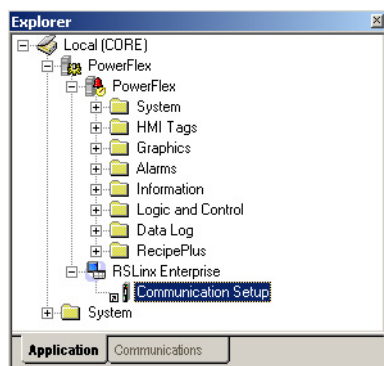 Explorer
Local (CORE)
PowerFlex
PowerFlex
System
HMI Tags
Graphics
Alarms
Information
Logic and Control
Data Log
RecipePlus
RSLinx Enterprise
Communication Setup
System
Application Communications